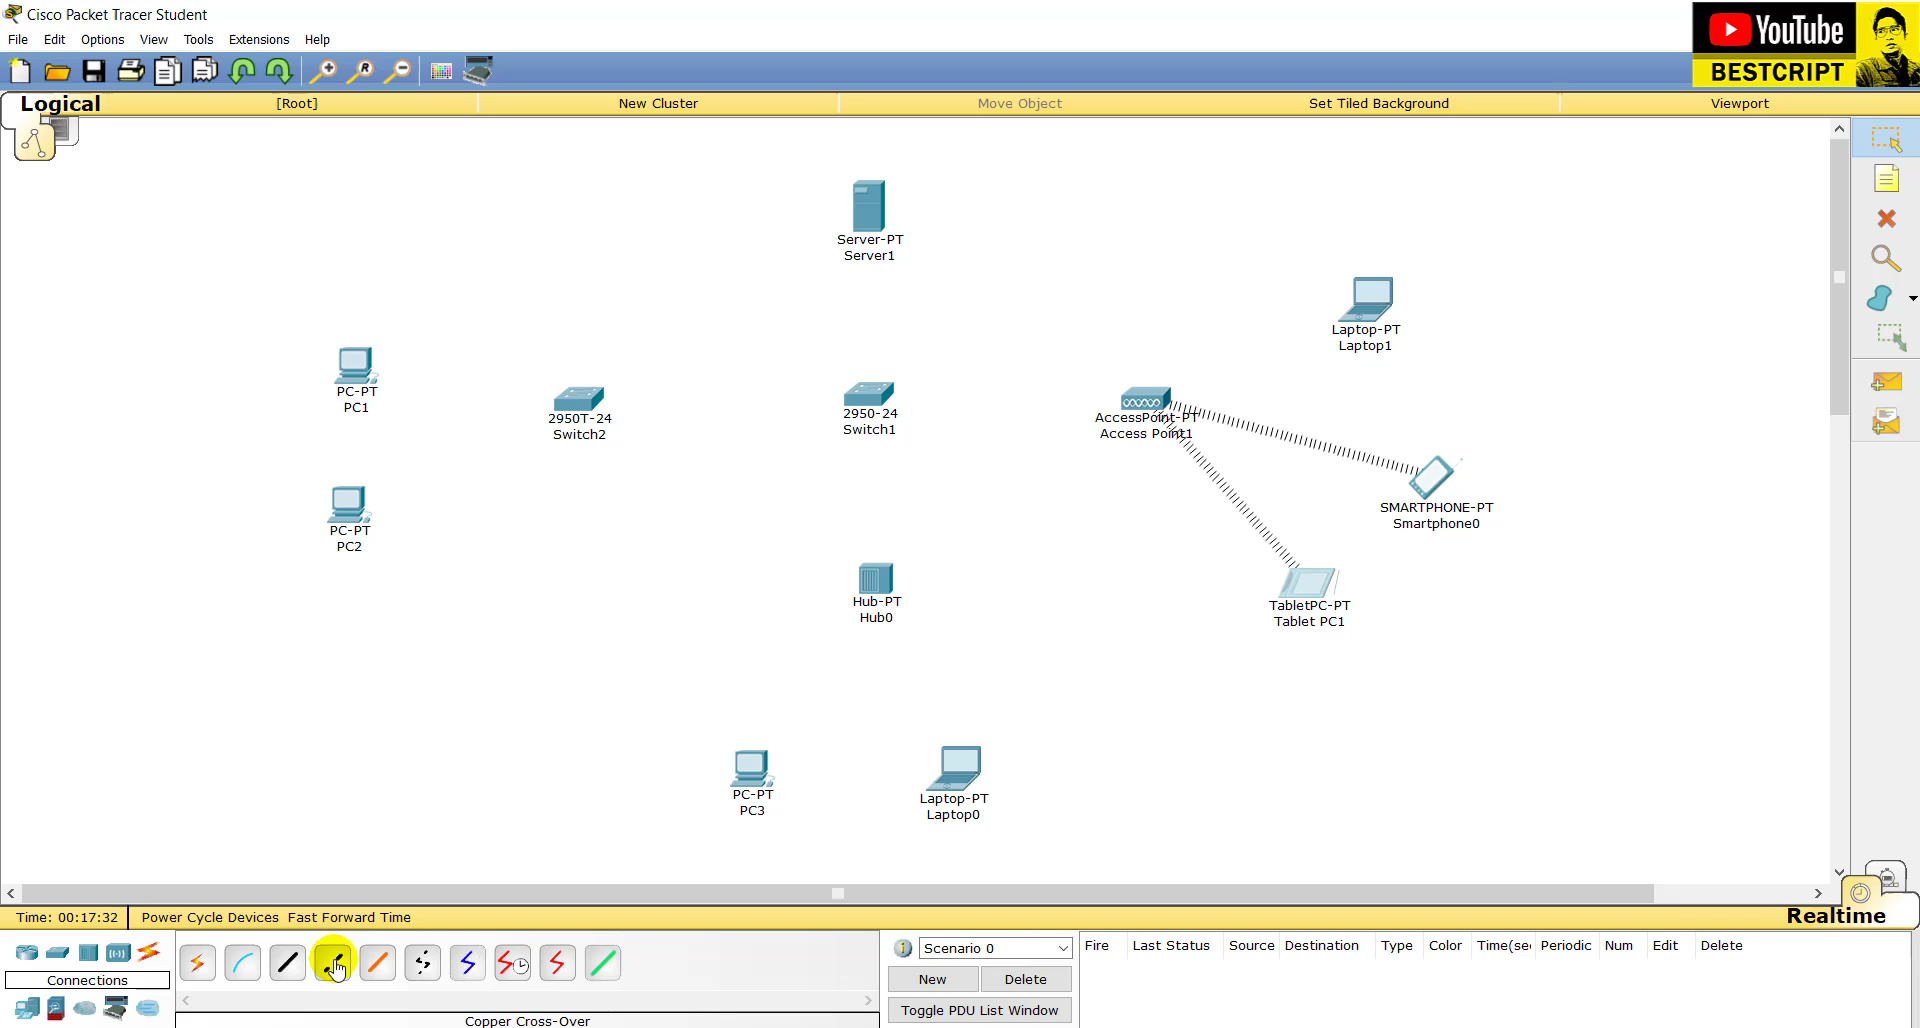 Cisco Packet Tracer Student
File Edit Options View Tools Extensions Help
YouTube
BESTCRIPT
Logical [Root] New Cluster Move Object Set Tiled Background Viewport
Server-PT
Server1
Laptop-PT
Laptop1
PC-PT
PC1
2950T-24
Switch2
2950-24
Switch1
AccessPoint-PT
Access Point1
SMARTPHONE-PT
Smartphone0
PC-PT
PC2
Hub-PT
Hub0
TabletPC-PT
Tablet PC1
PC-PT
PC3
Laptop-PT
Laptop0
Time: 00:17:32 Power Cycle Devices Fast Forward Time Realtime
Connections
Copper Cross-Over
Scenario 0
New Delete
Toggle PDU List Window
Fire Last Status Source Destination Type Color Time(se Periodic Num Edit Delete